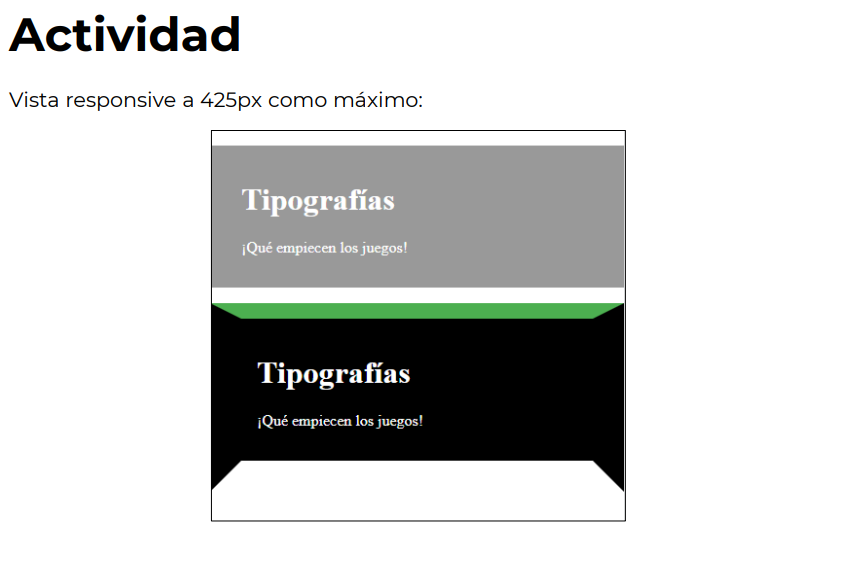 Actividad
Vista responsive a 425px como máximo:
Tipografías
¡Qué empiecen los juegos!
Tipografías
¡Qué empiecen los juegos!